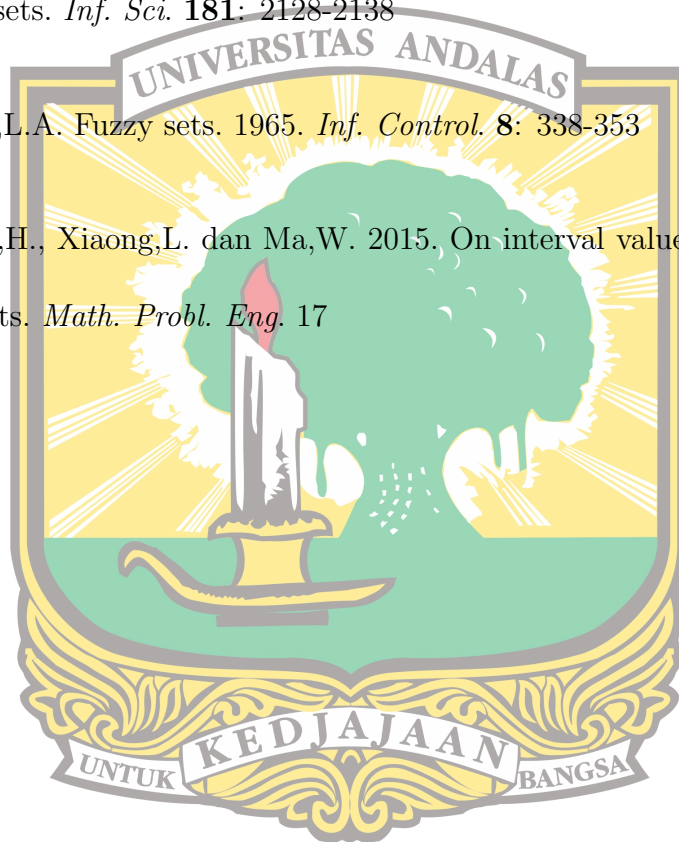 sets. Inf. Sci. 181: 2128-2138
UNIVERSITAS ANDALAS
,L.A. Fuzzy sets. 1965. Inf. Control. 8: 338-353
,H., Xiaong,L. dan Ma,W. 2015. On interval value
ts. Math. Probl. Eng. 17
UNTUK KEDJAJAAN BANGSA